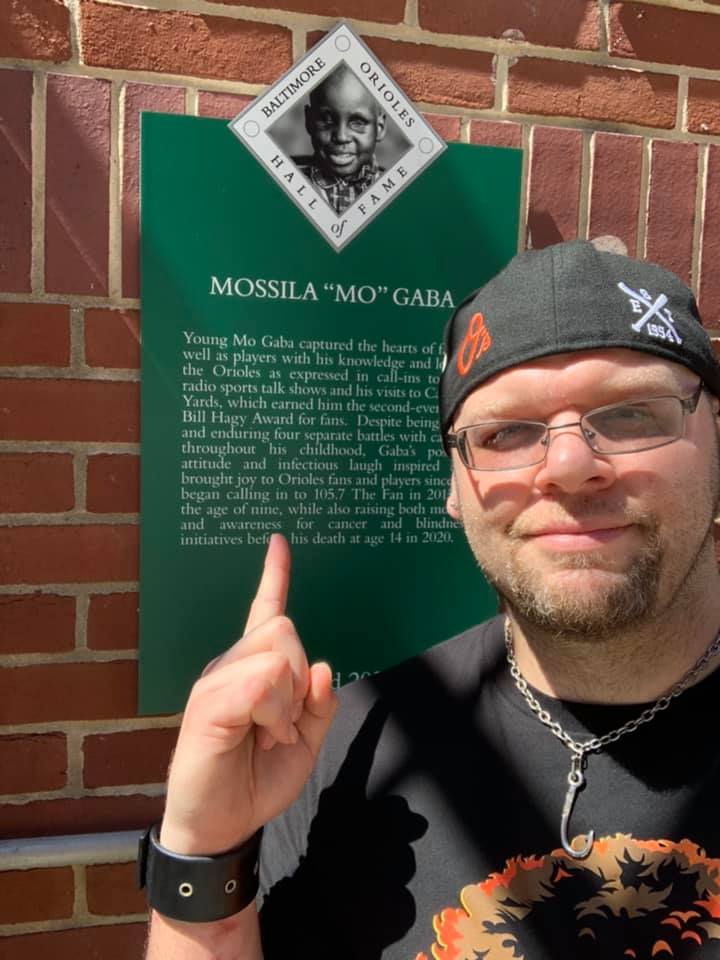 BALTIMORE ORIOLES
HALL of FAME
MOSSILA “MO” GABA
Young Mo Gaba captured the hearts of
well as players with his knowledge and
the Orioles as expressed in call-ins to
radio sports talk shows and his visits to
Yards, which earned him the second-ever
Bill Hagy Award for fans. Despite being
and enduring four separate battles with
throughout his childhood, Gaba's
attitude and infectious laugh inspired
brought joy to Orioles fans and players since
began calling in to 105.7 The Fan in
the age of nine, while also raising both
and awareness for cancer and
initiatives before his death at age 14 in 2020.
O's
E S T
1954